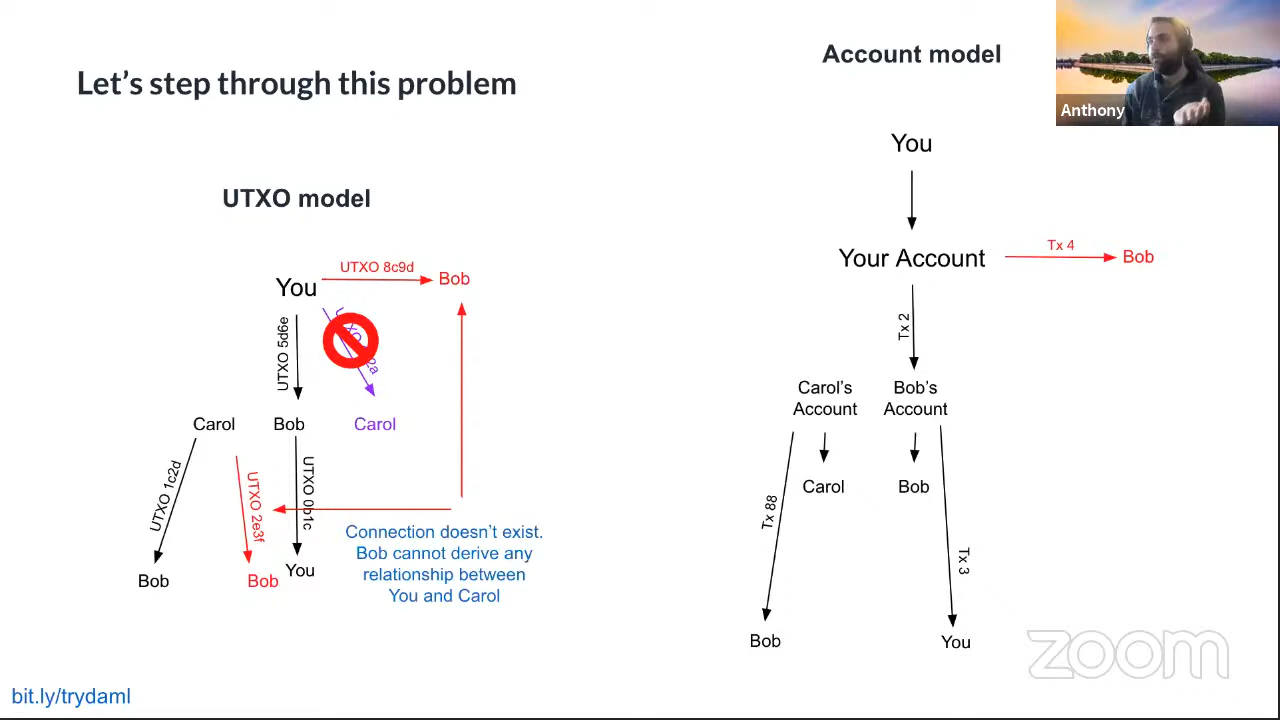 Let's step through this problem
UTXO model
You
UTXO 8c9d
Bob
UTXO 5d6e
Carol
Bob
Carol
UTXO 1c2d
UTXO 2e3f
UTXO 0b1c
Bob
Bob
You
Connection doesn't exist.
Bob cannot derive any
relationship between
You and Carol
bit.ly/trydaml
Account model
You
Your Account
Tx 4
Bob
Tx 2
Carol's
Account
Bob's
Account
Carol
Bob
Tx 88
Tx 3
Bob
You
Anthony
zoom